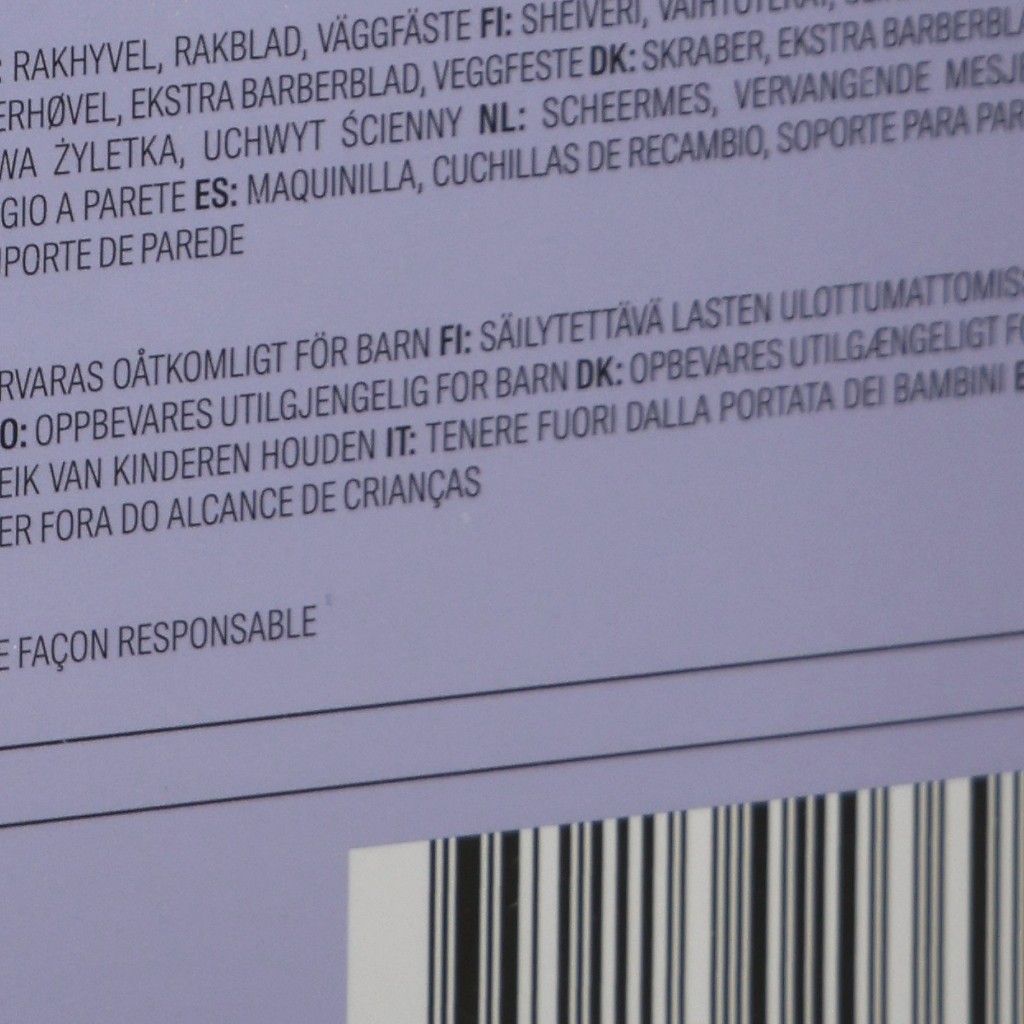 : RAKHYVEL, RAKBLAD, VÄGGFÄSTE FI: SHEIVERI,
ERHØVEL, EKSTRA BARBERBLAD, VEGGFESTE DK: SKRABER, EKSTRA BARBERBLA
WA ŻYLETKA, UCHWYT ŚCIENNY NL: SCHEERMES, VERVANGENDE MESJE
GIO A PARETE ES: MAQUINILLA, CUCHILLAS DE RECAMBIO, SOPORTE PARA PAR
PORTE DE PAREDE
RVARAS OÅTKOMLIGT FÖR BARN FI: SÄILYTETTÄVÄ LASTEN ULOTTUMATTOMISS
O: OPPBEVARES UTILGJENGELIG FOR BARN DK: OPBEVARES UTILGÆNGELIGT FO
EIK VAN KINDEREN HOUDEN IT: TENERE FUORI DALLA PORTATA DEI BAMBINI E
ER FORA DO ALCANCE DE CRIANÇAS
E FAÇON RESPONSABLE